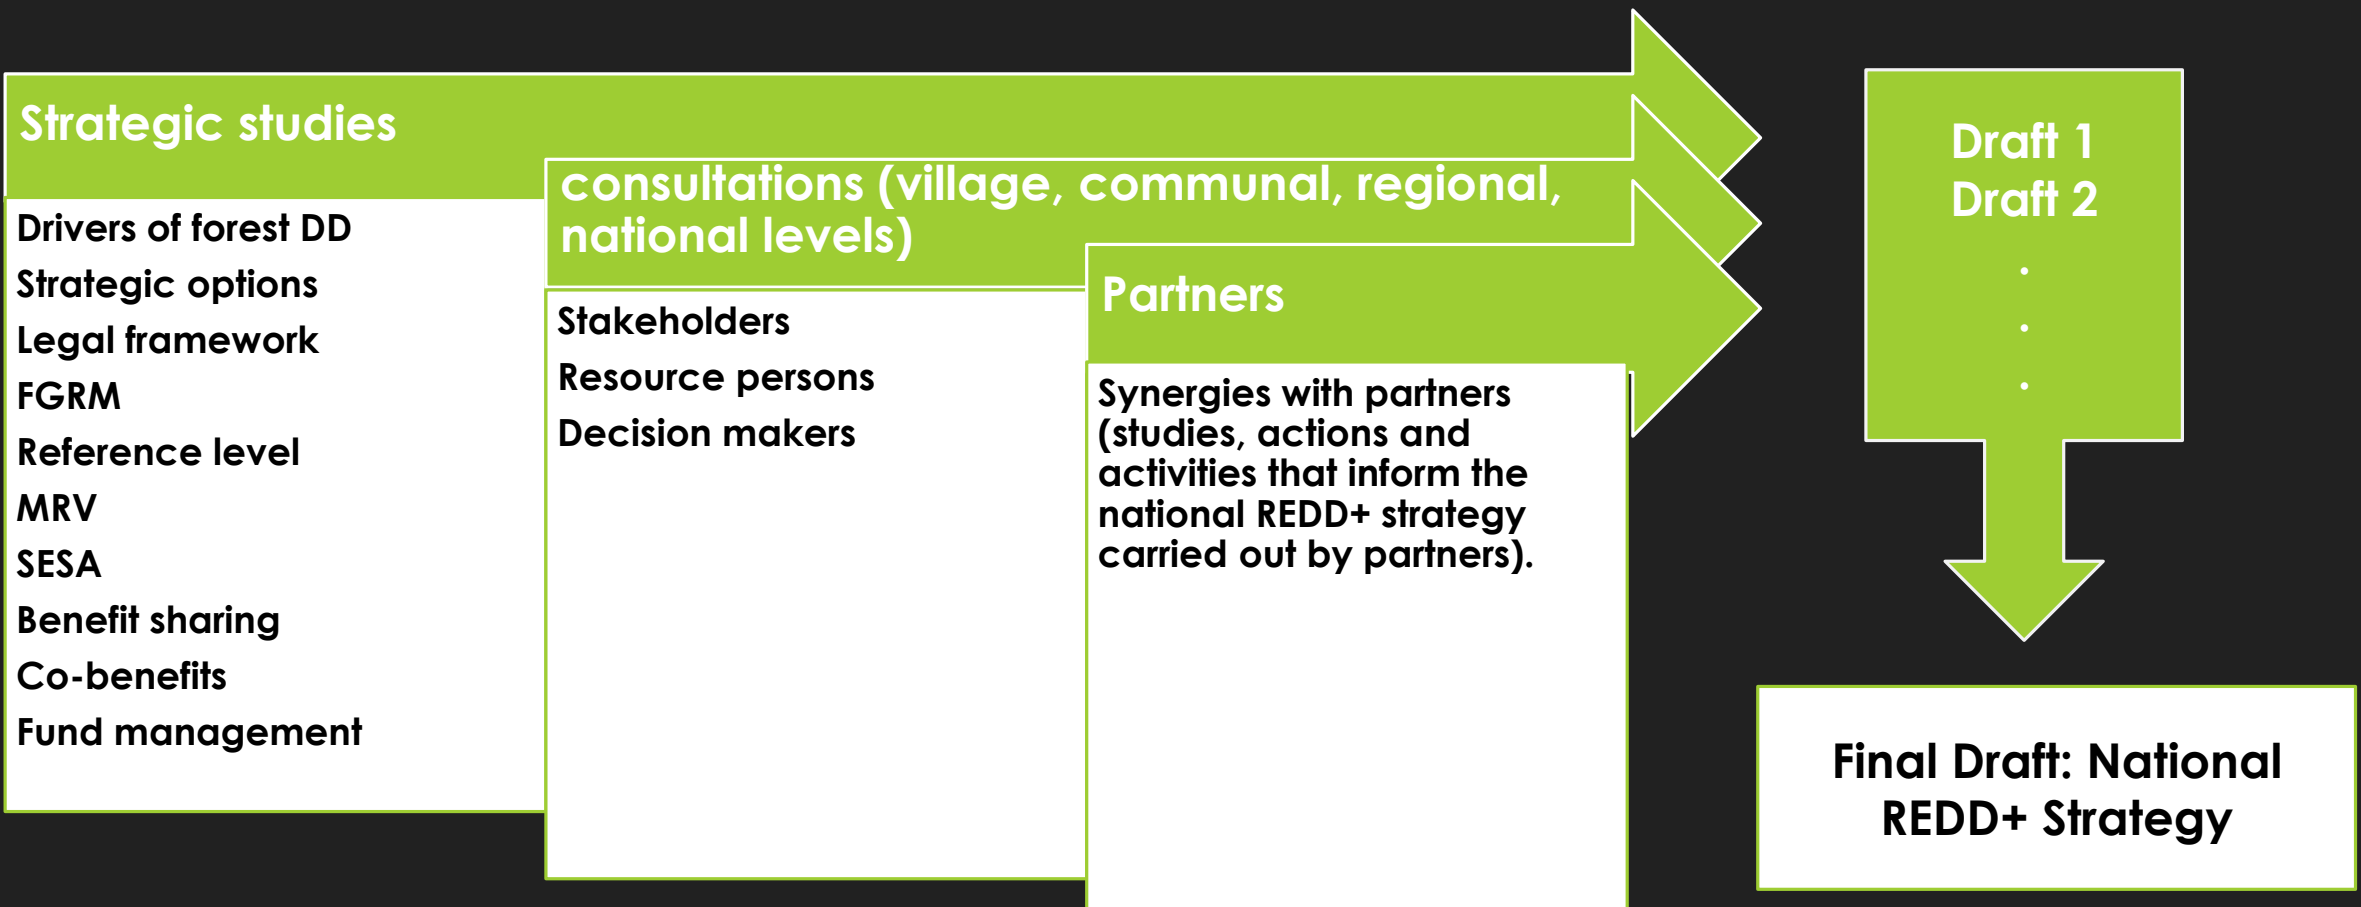 Strategic studies
Drivers of forest DD
Strategic options
Legal framework
FGRM
Reference level
MRV
SESA
Benefit sharing
Co-benefits
Fund management
consultations (village, communal, regional,
national levels)
Stakeholders
Resource persons
Decision makers
Partners
Synergies with partners
(studies, actions and
activities that inform the
national REDD+ strategy
carried out by partners).
Draft 1
Draft 2
.
.
.
Final Draft: National
REDD+ Strategy